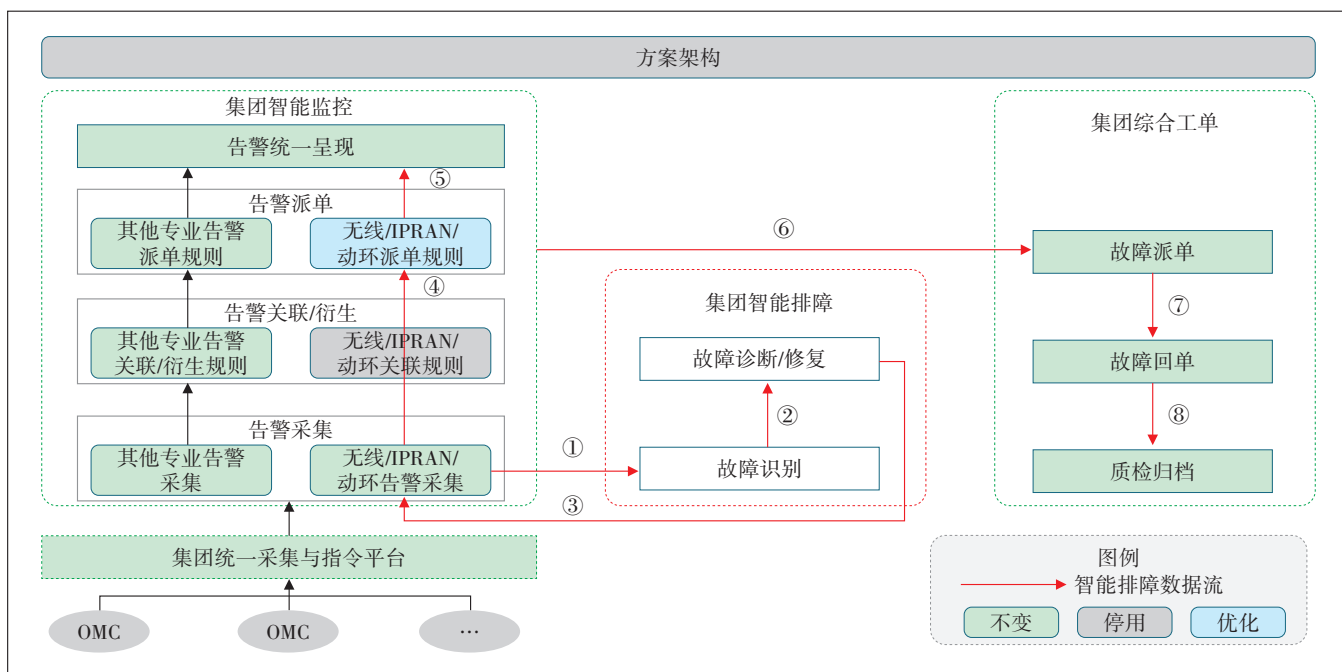 方案架构
集团智能监控
告警统一呈现
⑤
告警派单
其他专业告警
派单规则
无线/IPRAN/
动环派单规则
④
告警关联/衍生
其他专业告警
关联/衍生规则
无线/IPRAN/
动环关联规则
告警采集
其他专业告警
采集
无线/IPRAN/
动环告警采集
集团统一采集与指令平台
OMC
OMC
…
⑥
①
③
集团智能排障
故障诊断/修复
②
故障识别
集团综合工单
故障派单
⑦
故障回单
⑧
质检归档
图例
智能排障数据流
不变
停用
优化